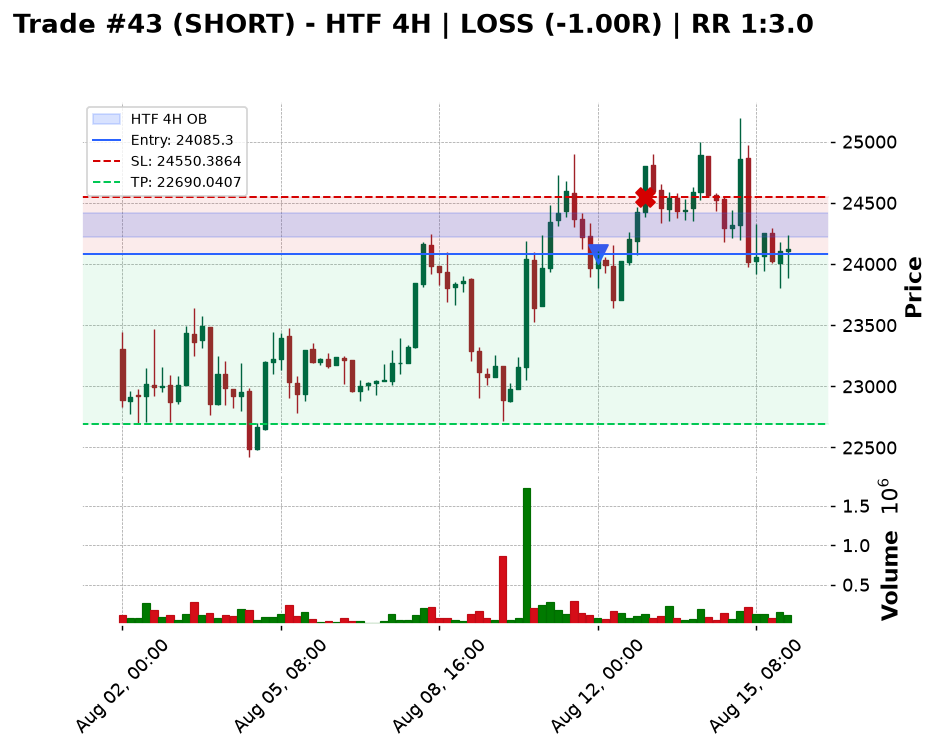 Trade #43 (SHORT) - HTF 4H | LOSS (-1.00R) | RR 1:3.0
HTF 4H OB
Entry: 24085.3
SL: 24550.3864
TP: 22690.0407
25000
24500
24000
23500
23000
22500
Price
1.5
1.0
0.5
Volume 10^6
Aug 02, 00:00
Aug 05, 08:00
Aug 08, 16:00
Aug 12, 00:00
Aug 15, 08:00